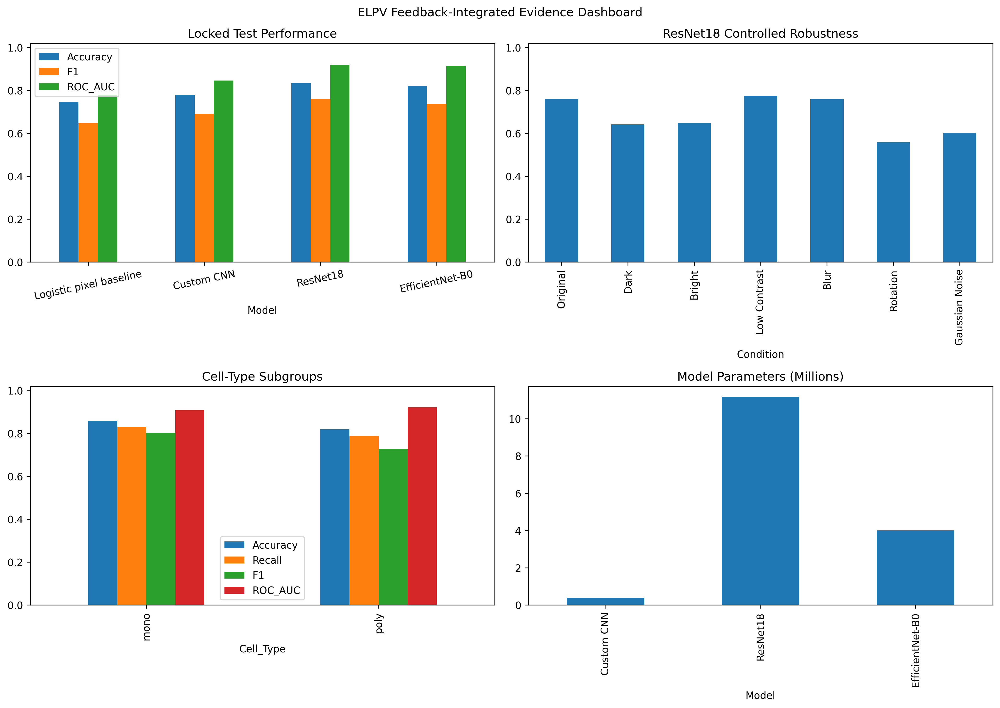 ELPV Feedback-Integrated Evidence Dashboard
Locked Test Performance
1.0
0.8
0.6
0.4
0.2
0.0
Accuracy
F1
ROC_AUC
Logistic pixel baseline
Custom CNN
ResNet18
EfficientNet-B0
Model
ResNet18 Controlled Robustness
1.0
0.8
0.6
0.4
0.2
0.0
Original
Dark
Bright
Low Contrast
Blur
Rotation
Gaussian Noise
Condition
Cell-Type Subgroups
1.0
0.8
0.6
0.4
0.2
0.0
Accuracy
Recall
F1
ROC_AUC
mono
poly
Cell_Type
Model Parameters (Millions)
10
8
6
4
2
0
Custom CNN
ResNet18
EfficientNet-B0
Model